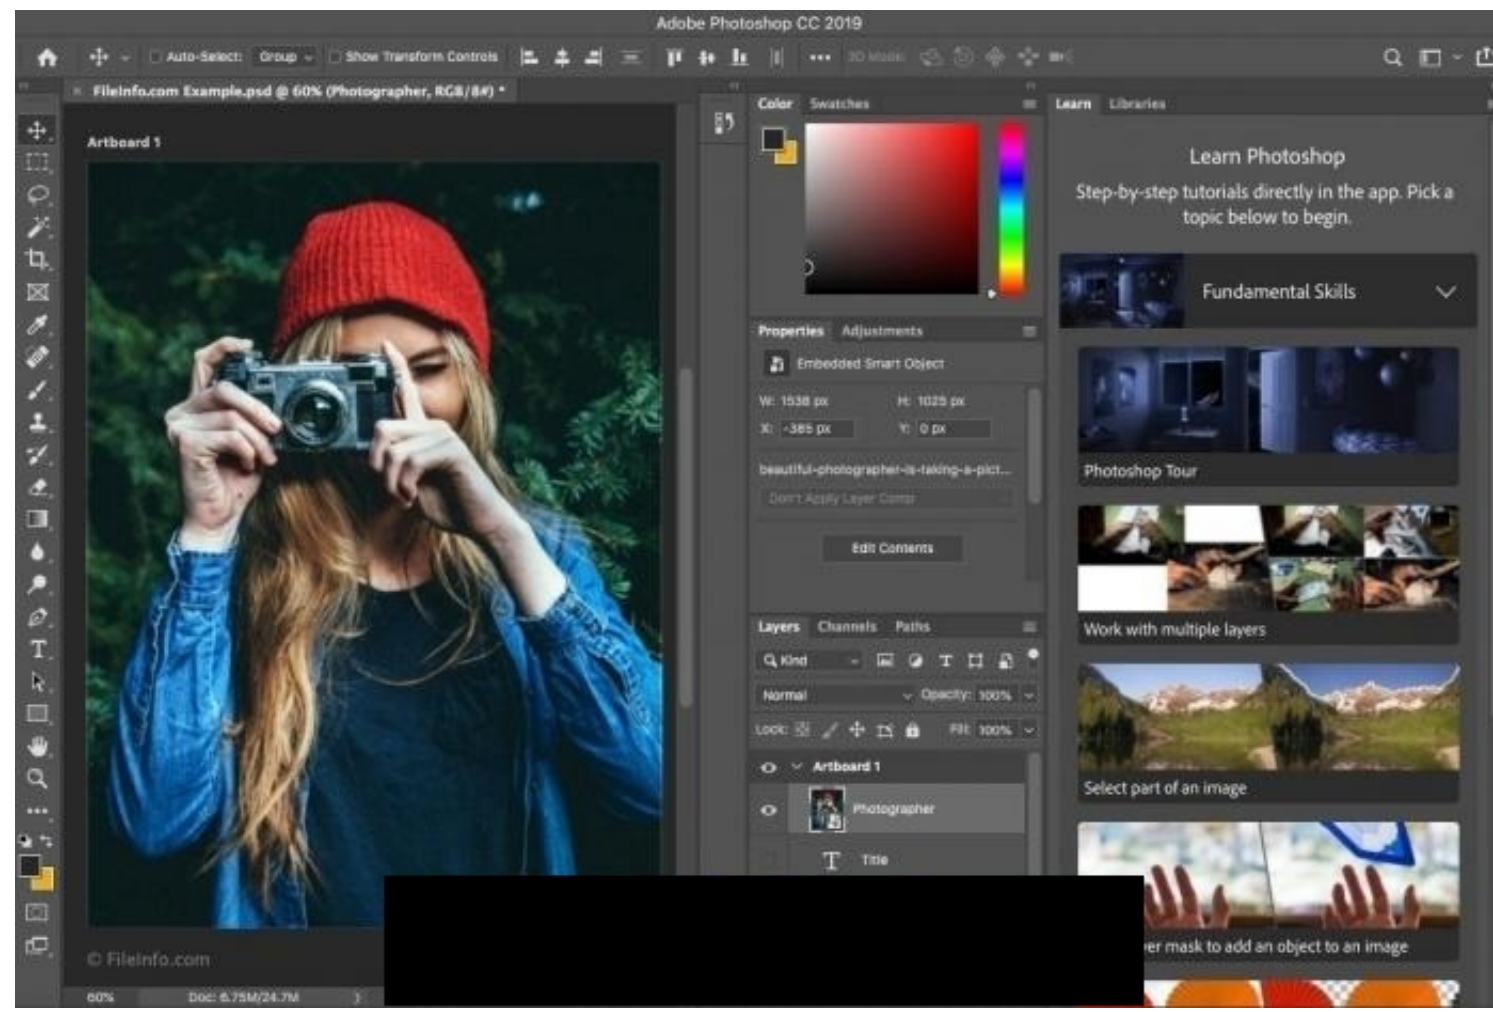 Adobe Photoshop CC 2019
Auto-Select: Group Show Transform Controls 3D Mode:
FileInfo.com Example.psd @ 60% (Photographer, RGB/8#) *
Artboard 1
© FileInfo.com
60% Doc: 6.75M/24.7M
Color Swatches
Properties Adjustments
Embedded Smart Object
W: 1538 px H: 1025 px
X: -385 px Y: 0 px
beautiful-photographer-is-taking-a-pict...
Don't Apply Layer Comp
Edit Contents
Layers Channels Paths
Kind
Normal Opacity: 100%
Lock: Fill: 100%
Artboard 1
Photographer
T Title
Learn Libraries
Learn Photoshop
Step-by-step tutorials directly in the app. Pick a
topic below to begin.
Fundamental Skills
Photoshop Tour
Work with multiple layers
Select part of an image
mask to add an object to an image